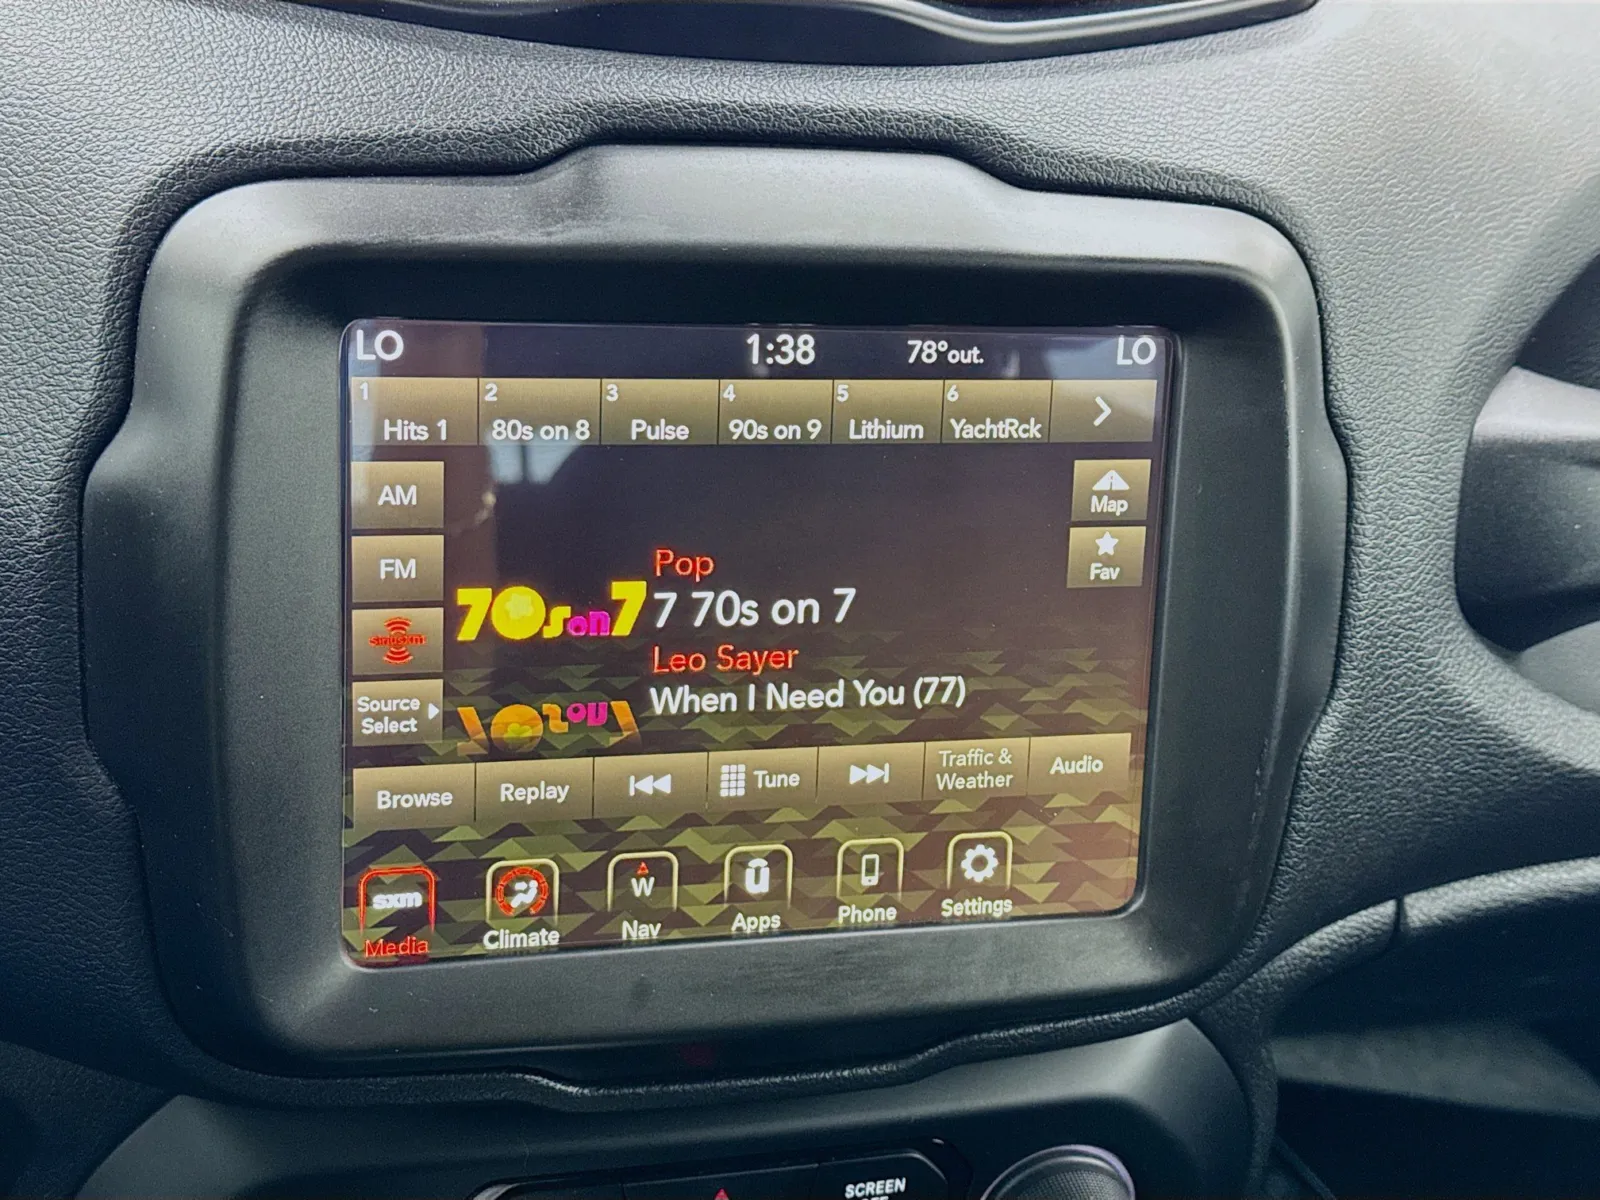 LO 1:38 78°out. LO
1 2 3 4 5 6
Hits 1 80s on 8 Pulse 90s on 9 Lithium YachtRck
AM
Map
FM
Fav
Pop
70s on 7 7 70s on 7
siriusxm
Leo Sayer
When I Need You (77)
Source
Select
Browse Replay Tune Traffic &
Weather Audio
sxm W ū
Media Climate Nav Apps Phone Settings
SCREEN